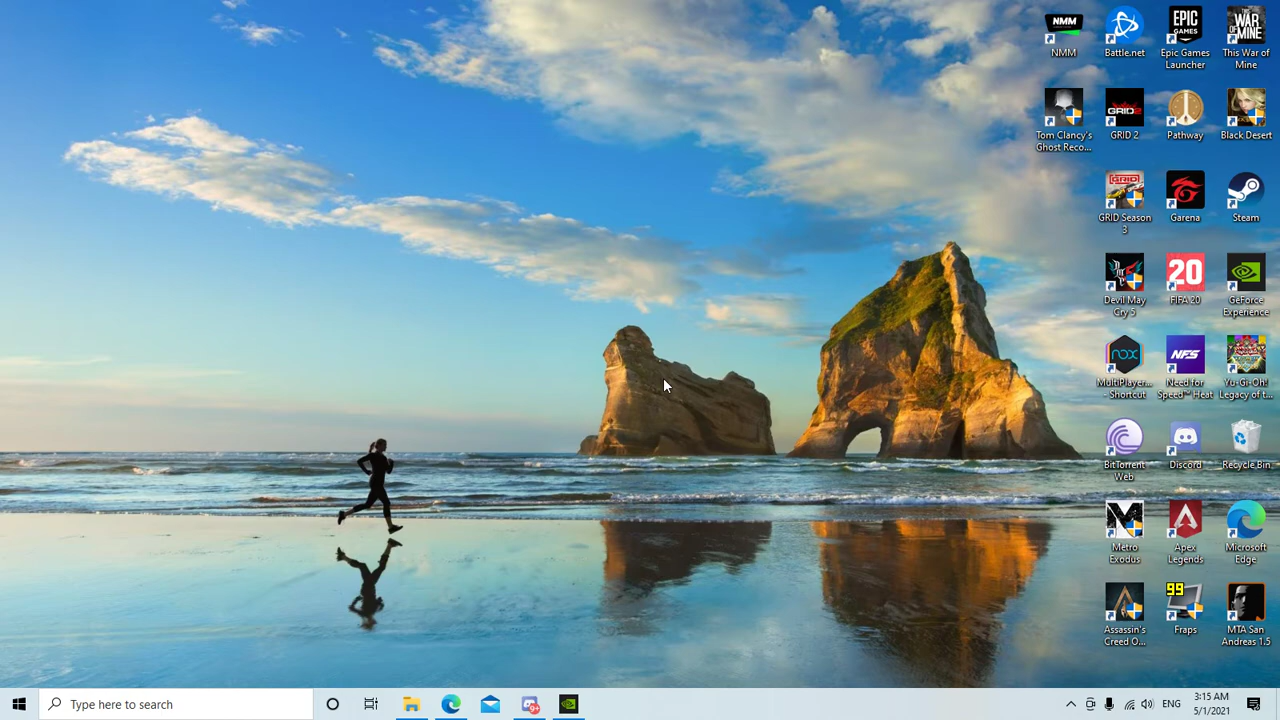 NMM
NMM
Battle.net
EPIC
GAMES
Epic Games
Launcher
THIS
WAR
OF
MINE
This War of
Mine
Tom Clancy's
Ghost Reco...
GRID2
GRID 2
Pathway
Black Desert
GRID
GRID Season
3
Garena
Steam
Devil May
Cry 5
20
FIFA 20
GeForce
Experience
nox
MultiPlayer...
- Shortcut
NFS
Need for
Speed™ Heat
Yu-Gi-Oh!
Legacy of t...
BitTorrent
Web
Discord
Recycle Bin
Metro
Exodus
Apex
Legends
Microsoft
Edge
Assassin's
Creed O...
99
Fraps
MTA San
Andreas 1.5
Type here to search
9+
ENG
3:15 AM
5/1/2021